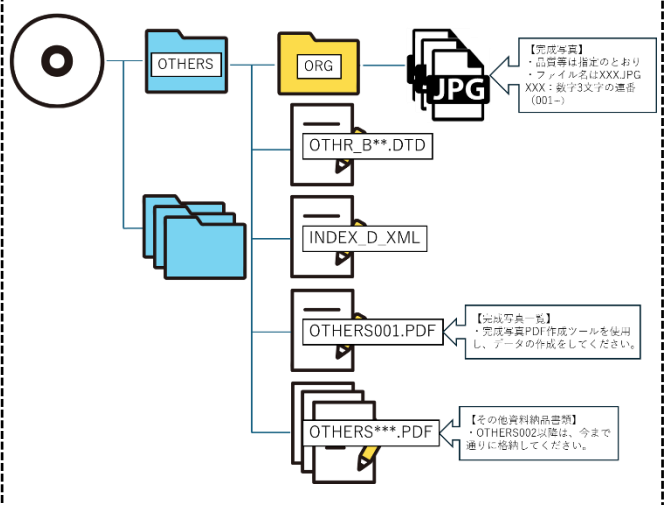 OTHERS
ORG
JPG
【完成写真】
・品質等は指定のとおり
・ファイル名はXXX.JPG
XXX：数字3文字の連番
（001~）
OTHR_B**.DTD
INDEX_D_XML
OTHERS001.PDF
【完成写真一覧】
・完成写真PDF作成ツールを使用
し、データの作成をしてください。
OTHERS***.PDF
【その他資料納品書類】
・OTHERS002以降は、今まで
通りに格納してください。